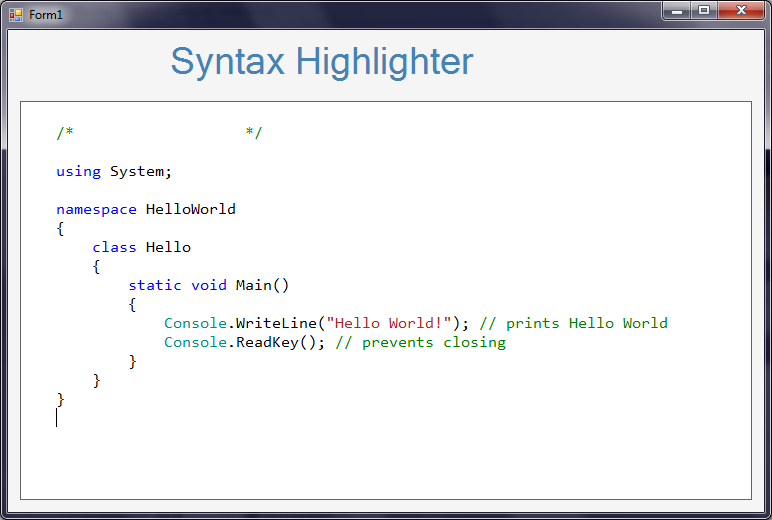 Form1
Syntax Highlighter
/*                   */
using System;
namespace HelloWorld
{
    class Hello
    {
        static void Main()
        {
            Console.WriteLine("Hello World!"); // prints Hello World
            Console.ReadKey(); // prevents closing
        }
    }
}